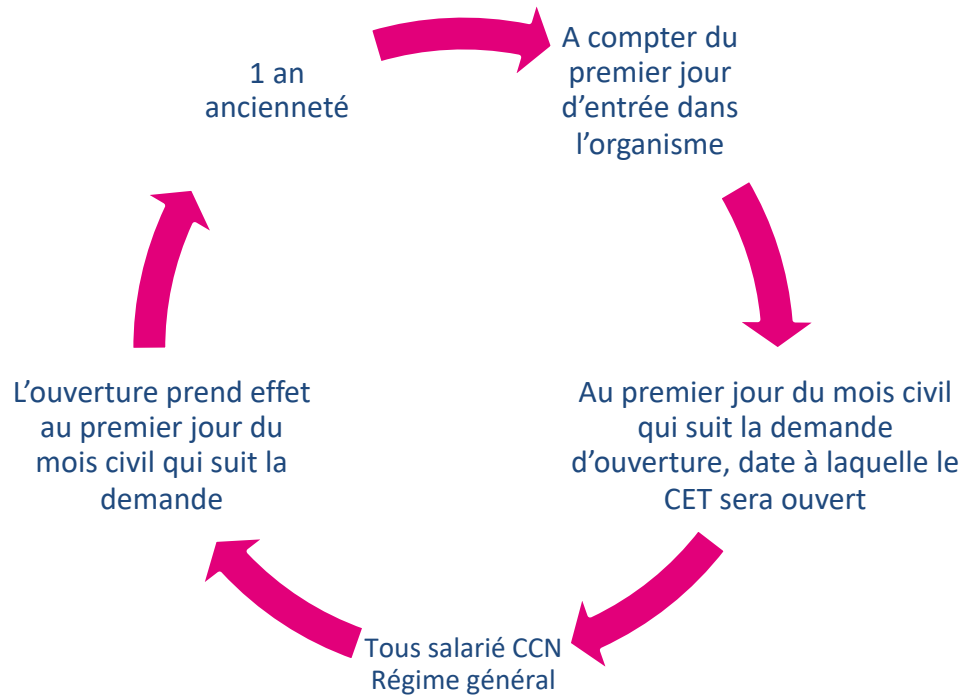 1 an
ancienneté
A compter du
premier jour
d’entrée dans
l’organisme
Au premier jour du mois civil
qui suit la demande
d’ouverture, date à laquelle le
CET sera ouvert
Tous salarié CCN
Régime général
L’ouverture prend effet
au premier jour du
mois civil qui suit la
demande